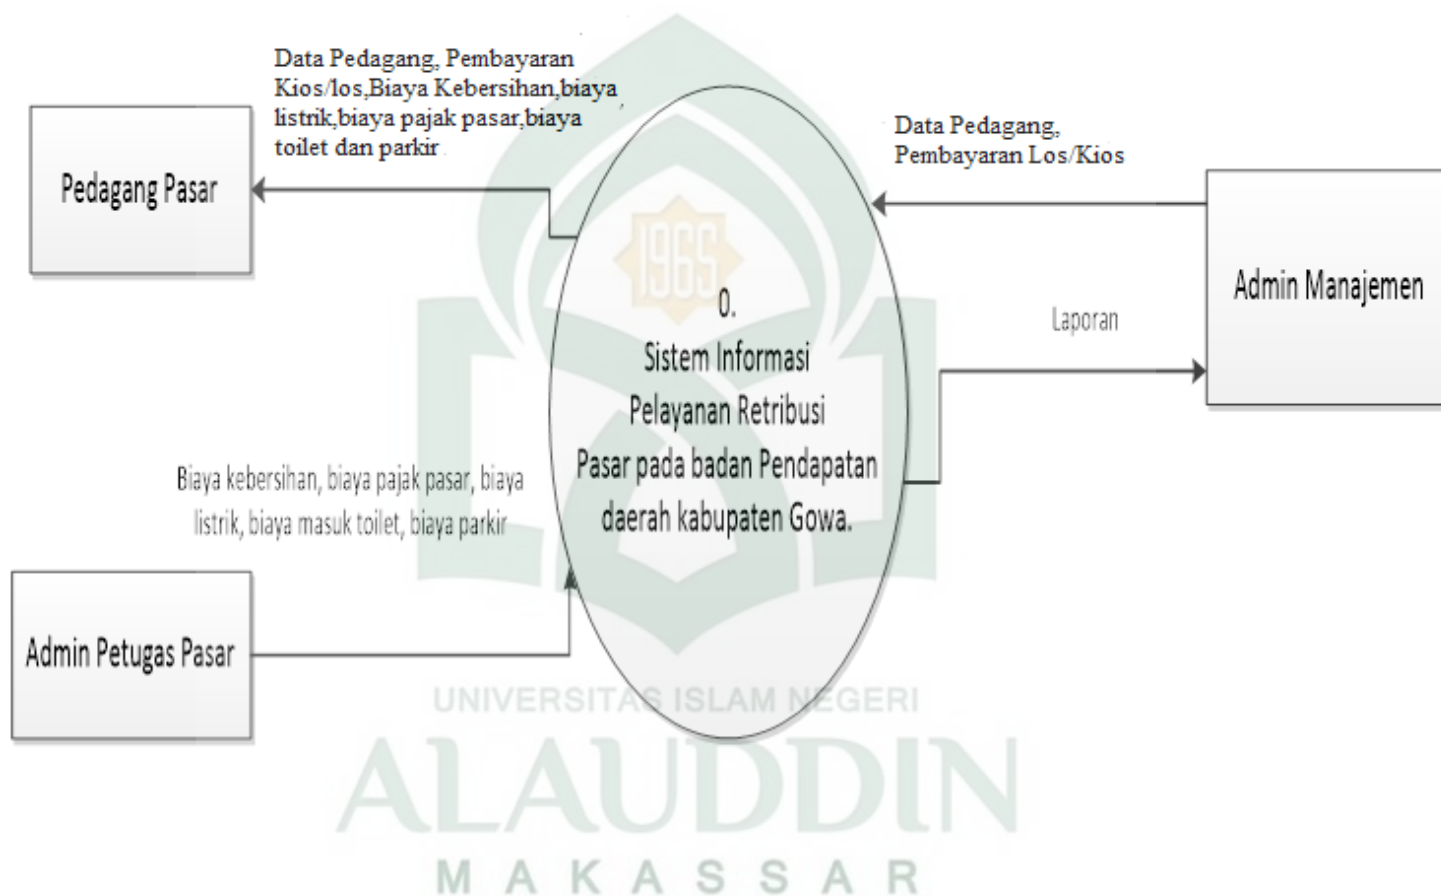 Data Pedagang, Pembayaran
Kios/los,Biaya Kebersihan,biaya
listrik,biaya pajak pasar,biaya
toilet dan parkir
Pedagang Pasar
Data Pedagang,
Pembayaran Los/Kios
Admin Manajemen
Laporan
1965
0.
Sistem Informasi
Pelayanan Retribusi
Pasar pada badan Pendapatan
daerah kabupaten Gowa.
Biaya kebersihan, biaya pajak pasar, biaya
listrik, biaya masuk toilet, biaya parkir
Admin Petugas Pasar
UNIVERSITAS ISLAM NEGERI
ALAUDDIN
MAKASSAR